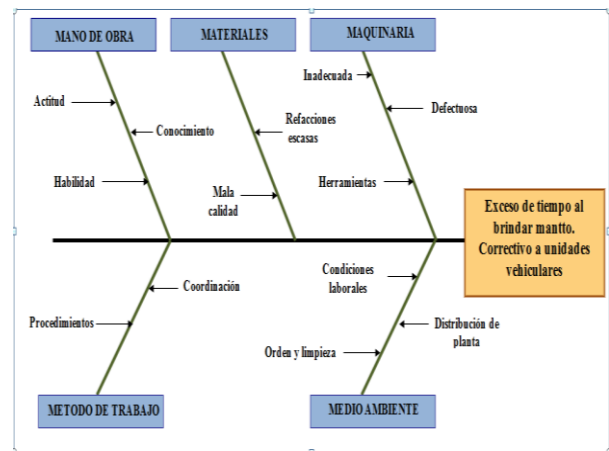 MANO DE OBRA
MATERIALES
MAQUINARIA
Inadecuada
Actitud
Defectuosa
Conocimiento
Refacciones
escasas
Habilidad
Mala
calidad
Herramientas
Exceso de tiempo al
brindar mantto.
Correctivo a unidades
vehiculares
Condiciones
laborales
Coordinación
Procedimientos
Distribución de
planta
Orden y limpieza
METODO DE TRABAJO
MEDIO AMBIENTE